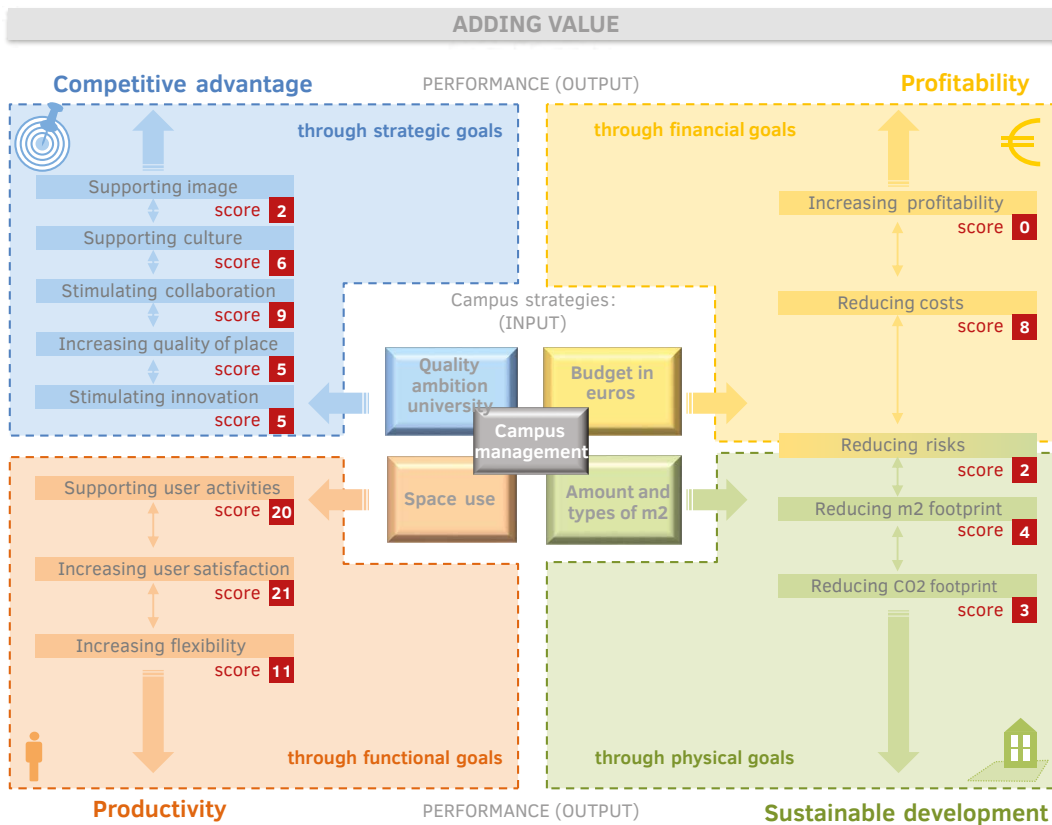 ADDING VALUE
Competitive advantage
PERFORMANCE (OUTPUT)
Profitability
through strategic goals
through financial goals
€
Supporting image
score 2
Supporting culture
score 6
Stimulating collaboration
score 9
Increasing quality of place
score 5
Stimulating innovation
score 5
Increasing profitability
score 0
Reducing costs
score 8
Campus strategies:
(INPUT)
Quality
ambition
university
Budget in
euros
Campus
management
Space use
Amount and
types of m2
Reducing risks
score 2
Reducing m2 footprint
score 4
Reducing CO2 footprint
score 3
Supporting user activities
score 20
Increasing user satisfaction
score 21
Increasing flexibility
score 11
through functional goals
through physical goals
Productivity
PERFORMANCE (OUTPUT)
Sustainable development